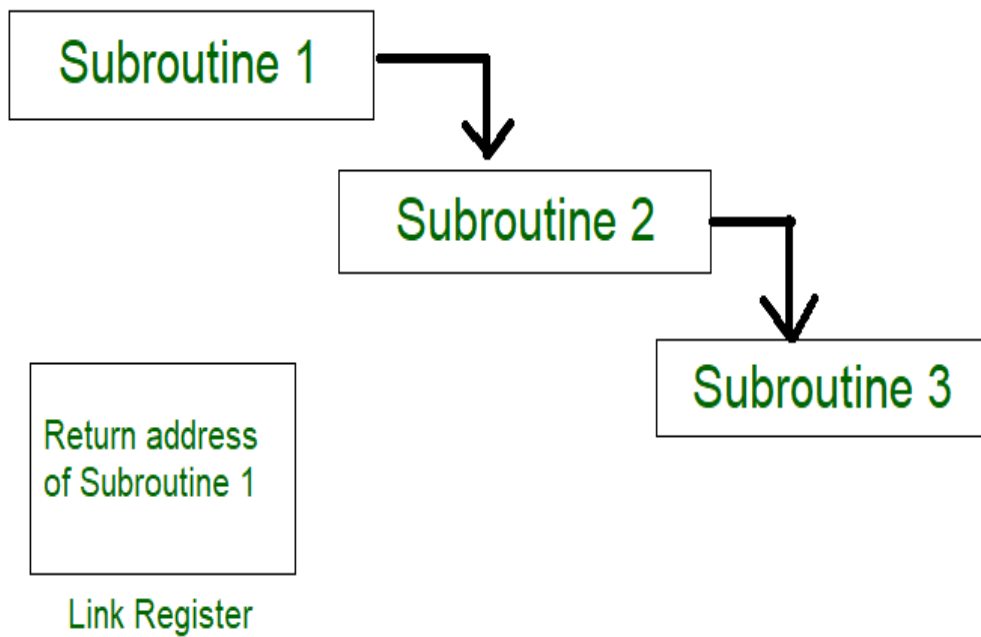 Subroutine 1
Subroutine 2
Subroutine 3
Return address
of Subroutine 1
Link Register